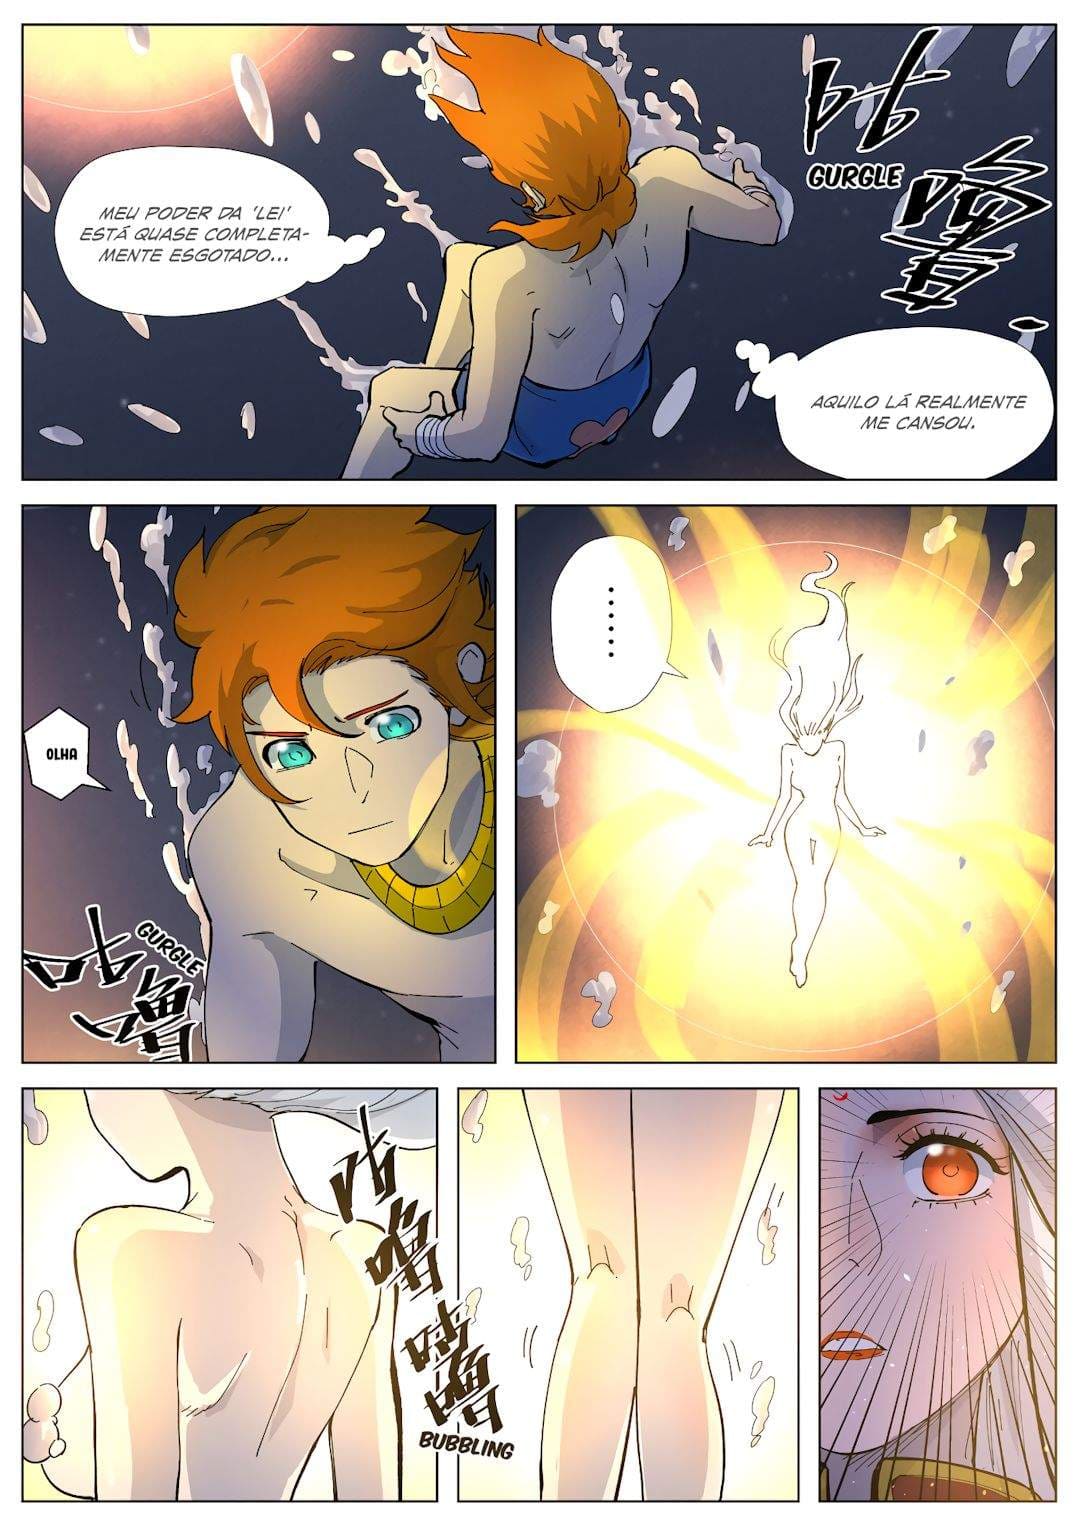 MEU PODER DA 'LEI'
ESTÁ QUASE COMPLETA-
MENTE ESGOTADO...
GURGLE
AQUILO LÁ REALMENTE
ME CANSOU.
OLHA
GURGLE
......
BUBBLING